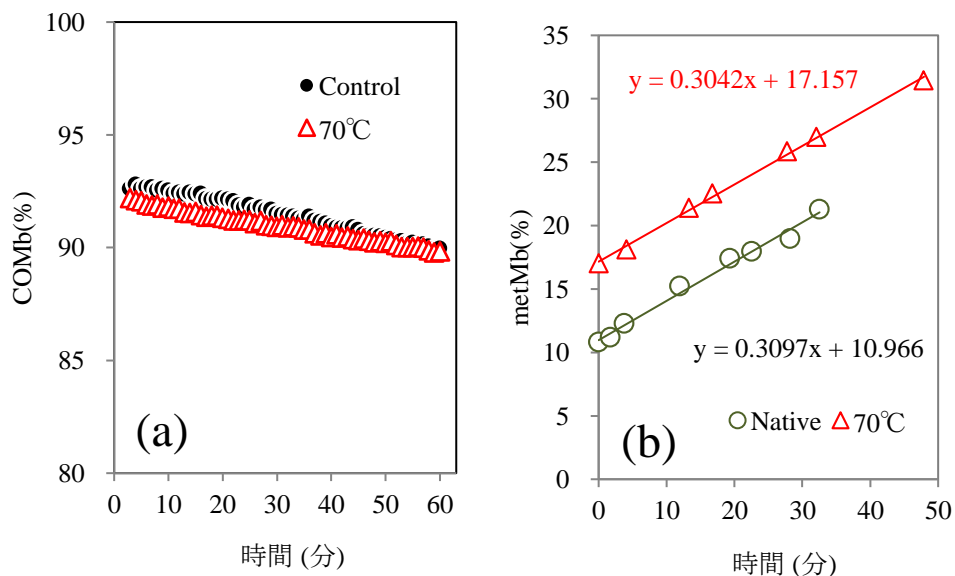 100
95
90
85
80
COMb(%)
Control
70℃
(a)
0
10
20
30
40
50
60
時間 (分)
35
30
25
20
15
10
5
0
metMb(%)
y = 0.3042x + 17.157
y = 0.3097x + 10.966
Native
70℃
(b)
0
10
20
30
40
50
時間 (分)